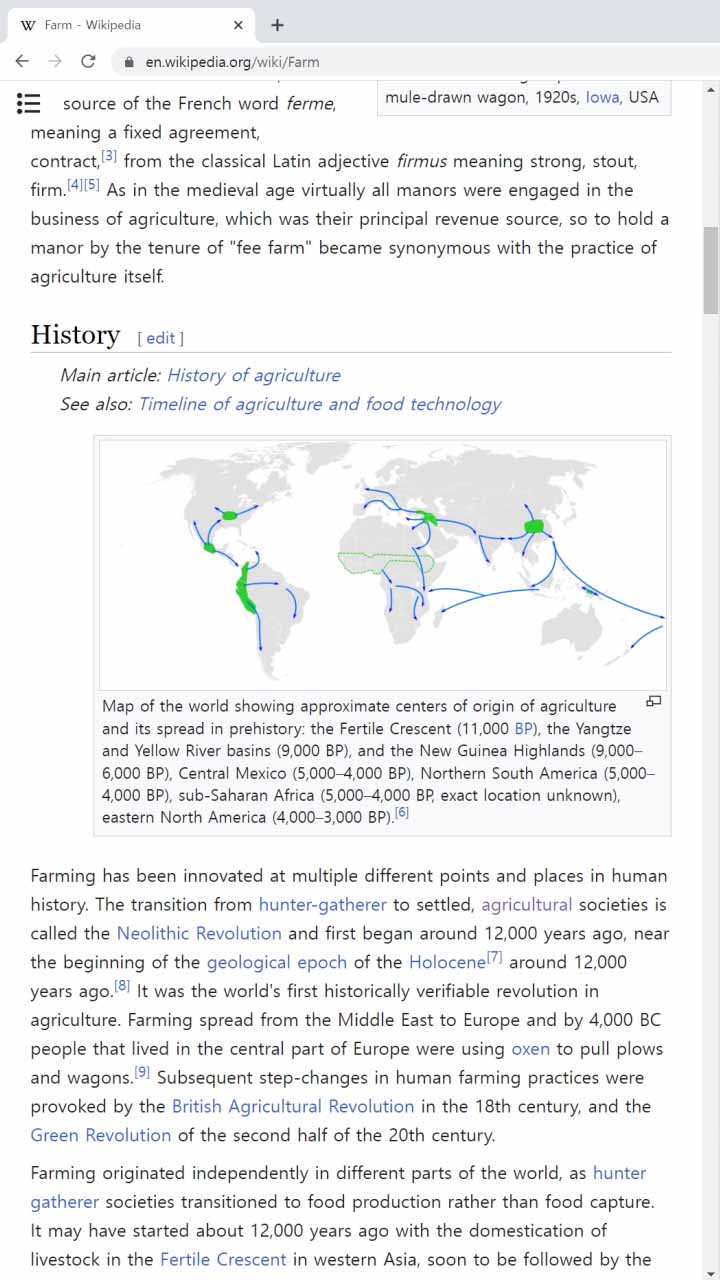 Farm - Wikipedia
en.wikipedia.org/wiki/Farm
mule-drawn wagon, 1920s, Iowa, USA
source of the French word ferme,
meaning a fixed agreement,
contract,[3] from the classical Latin adjective firmus meaning strong, stout,
firm.[4][5] As in the medieval age virtually all manors were engaged in the
business of agriculture, which was their principal revenue source, so to hold a
manor by the tenure of "fee farm" became synonymous with the practice of
agriculture itself.
History [ edit ]
Main article: History of agriculture
See also: Timeline of agriculture and food technology
Map of the world showing approximate centers of origin of agriculture
and its spread in prehistory: the Fertile Crescent (11,000 BP), the Yangtze
and Yellow River basins (9,000 BP), and the New Guinea Highlands (9,000–
6,000 BP), Central Mexico (5,000–4,000 BP), Northern South America (5,000–
4,000 BP), sub-Saharan Africa (5,000–4,000 BP, exact location unknown),
eastern North America (4,000–3,000 BP).[6]
Farming has been innovated at multiple different points and places in human
history. The transition from hunter-gatherer to settled, agricultural societies is
called the Neolithic Revolution and first began around 12,000 years ago, near
the beginning of the geological epoch of the Holocene[7] around 12,000
years ago.[8] It was the world's first historically verifiable revolution in
agriculture. Farming spread from the Middle East to Europe and by 4,000 BC
people that lived in the central part of Europe were using oxen to pull plows
and wagons.[9] Subsequent step-changes in human farming practices were
provoked by the British Agricultural Revolution in the 18th century, and the
Green Revolution of the second half of the 20th century.
Farming originated independently in different parts of the world, as hunter
gatherer societies transitioned to food production rather than food capture.
It may have started about 12,000 years ago with the domestication of
livestock in the Fertile Crescent in western Asia, soon to be followed by the